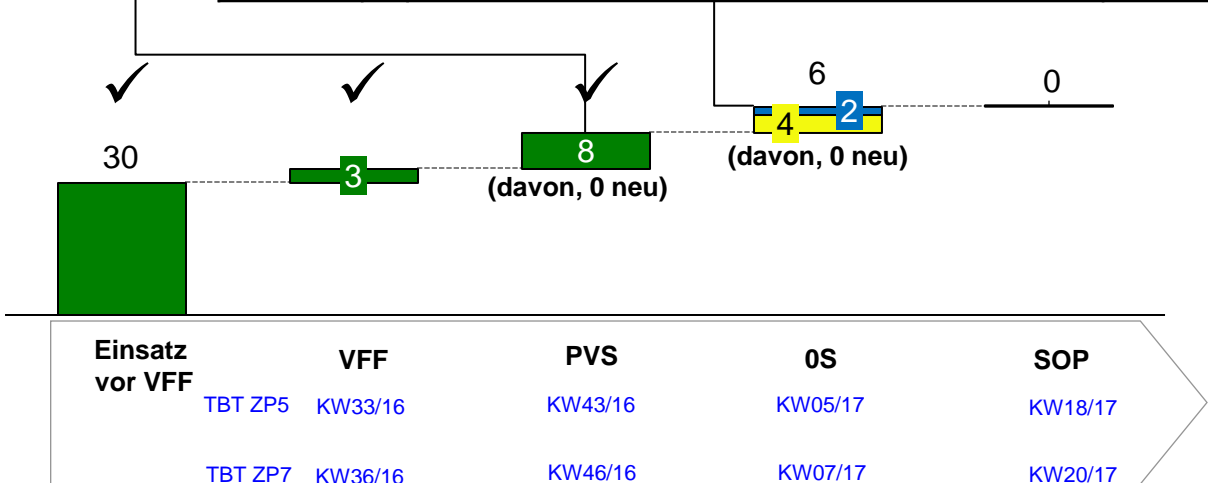 6
0
2
4
30
3
8
(davon, 0 neu)
(davon, 0 neu)
Einsatz
vor VFF
VFF
PVS
0S
SOP
TBT ZP5 KW33/16 KW43/16 KW05/17 KW18/17
TBT ZP7 KW36/16 KW46/16 KW07/17 KW20/17